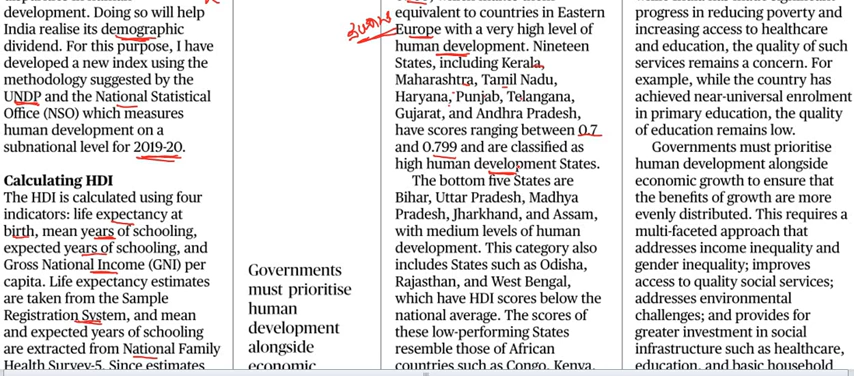 development. Doing so will help
India realise its demographic
dividend. For this purpose, I have
developed a new index using the
methodology suggested by the
UNDP and the National Statistical
Office (NSO) which measures
human development on a
subnational level for 2019-20.
Calculating HDI
The HDI is calculated using four
indicators: life expectancy at
birth, mean years of schooling,
expected years of schooling, and
Gross National Income (GNI) per
capita. Life expectancy estimates
are taken from the Sample
Registration System, and mean
and expected years of schooling
are extracted from National Family
Health Survey-5. Since estimates
Governments
must prioritise
human
development
alongside
economic
equivalent to countries in Eastern
Europe with a very high level of
human development. Nineteen
States, including Kerala,
Maharashtra, Tamil Nadu,
Haryana, Punjab, Telangana,
Gujarat, and Andhra Pradesh,
have scores ranging between 0.7
and 0.799 and are classified as
high human development States.
The bottom five States are
Bihar, Uttar Pradesh, Madhya
Pradesh, Jharkhand, and Assam,
with medium levels of human
development. This category also
includes States such as Odisha,
Rajasthan, and West Bengal,
which have HDI scores below the
national average. The scores of
these low-performing States
resemble those of African
countries such as Congo, Kenya,
progress in reducing poverty and
increasing access to healthcare
and education, the quality of such
services remains a concern. For
example, while the country has
achieved near-universal enrolment
in primary education, the quality
of education remains low.
Governments must prioritise
human development alongside
economic growth to ensure that
the benefits of growth are more
evenly distributed. This requires a
multi-faceted approach that
addresses income inequality and
gender inequality; improves
access to quality social services;
addresses environmental
challenges; and provides for
greater investment in social
infrastructure such as healthcare,
education, and basic household